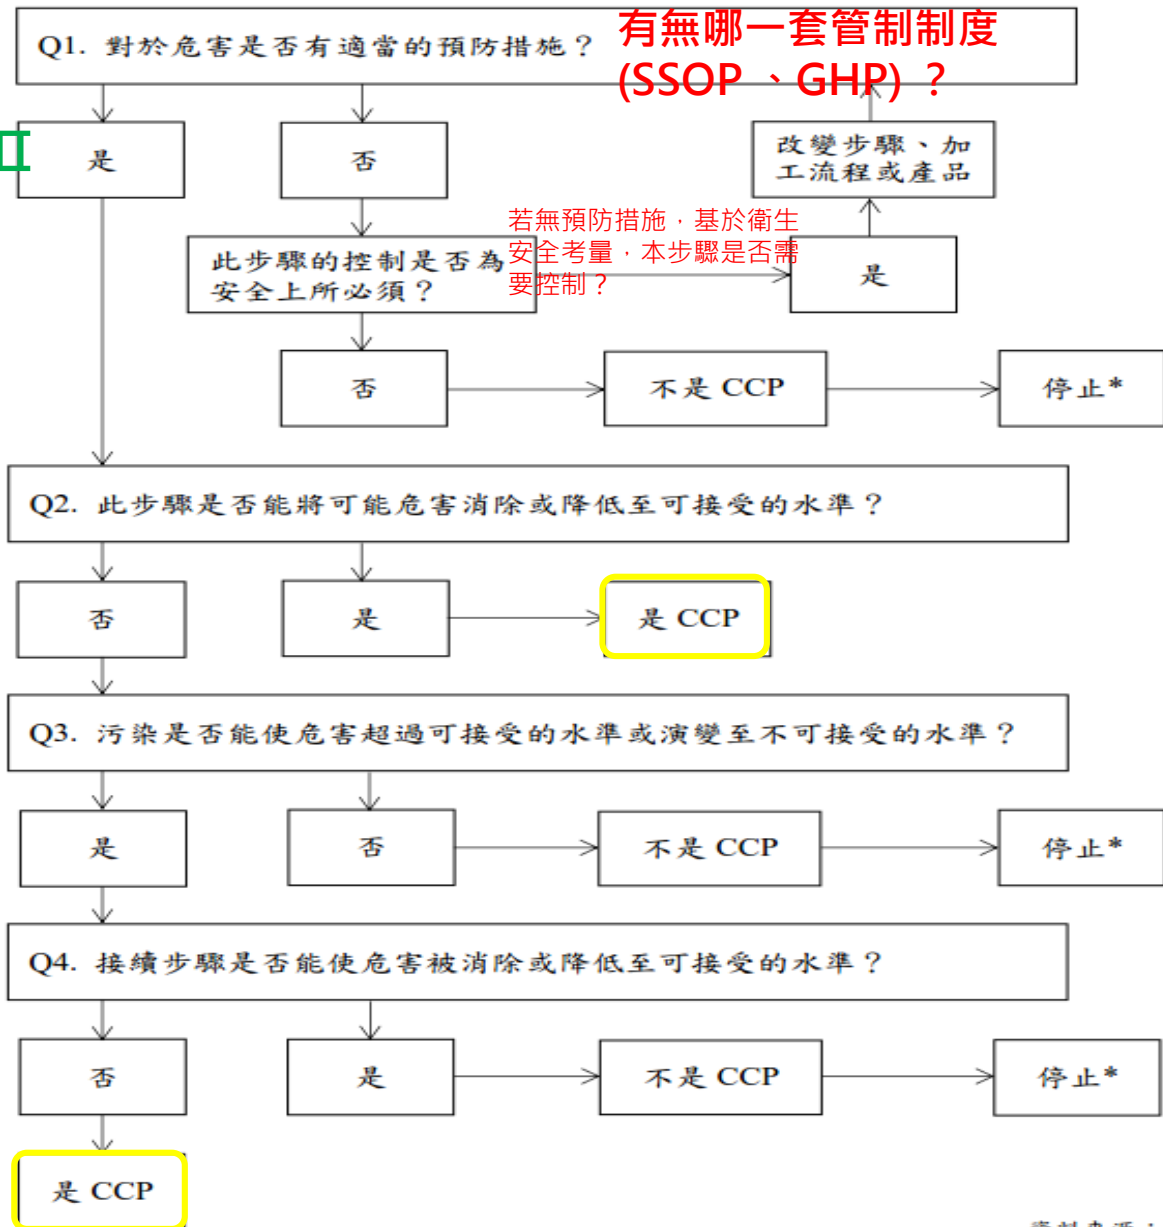 Q1. 對於危害是否有適當的預防措施？
有無哪一套管制制度
(SSOP 、GHP) ？
是
否
改變步驟、加
工流程或產品
此步驟的控制是否為
安全上所必須？
若無預防措施，基於衛生
安全考量，本步驟是否需
要控制？
是
否
不是 CCP
停止*
Q2. 此步驟是否能將可能危害消除或降低至可接受的水準？
否
是
是 CCP
Q3. 污染是否能使危害超過可接受的水準或演變至不可接受的水準？
是
否
不是 CCP
停止*
Q4. 接續步驟是否能使危害被消除或降低至可接受的水準？
否
是
不是 CCP
停止*
是 CCP